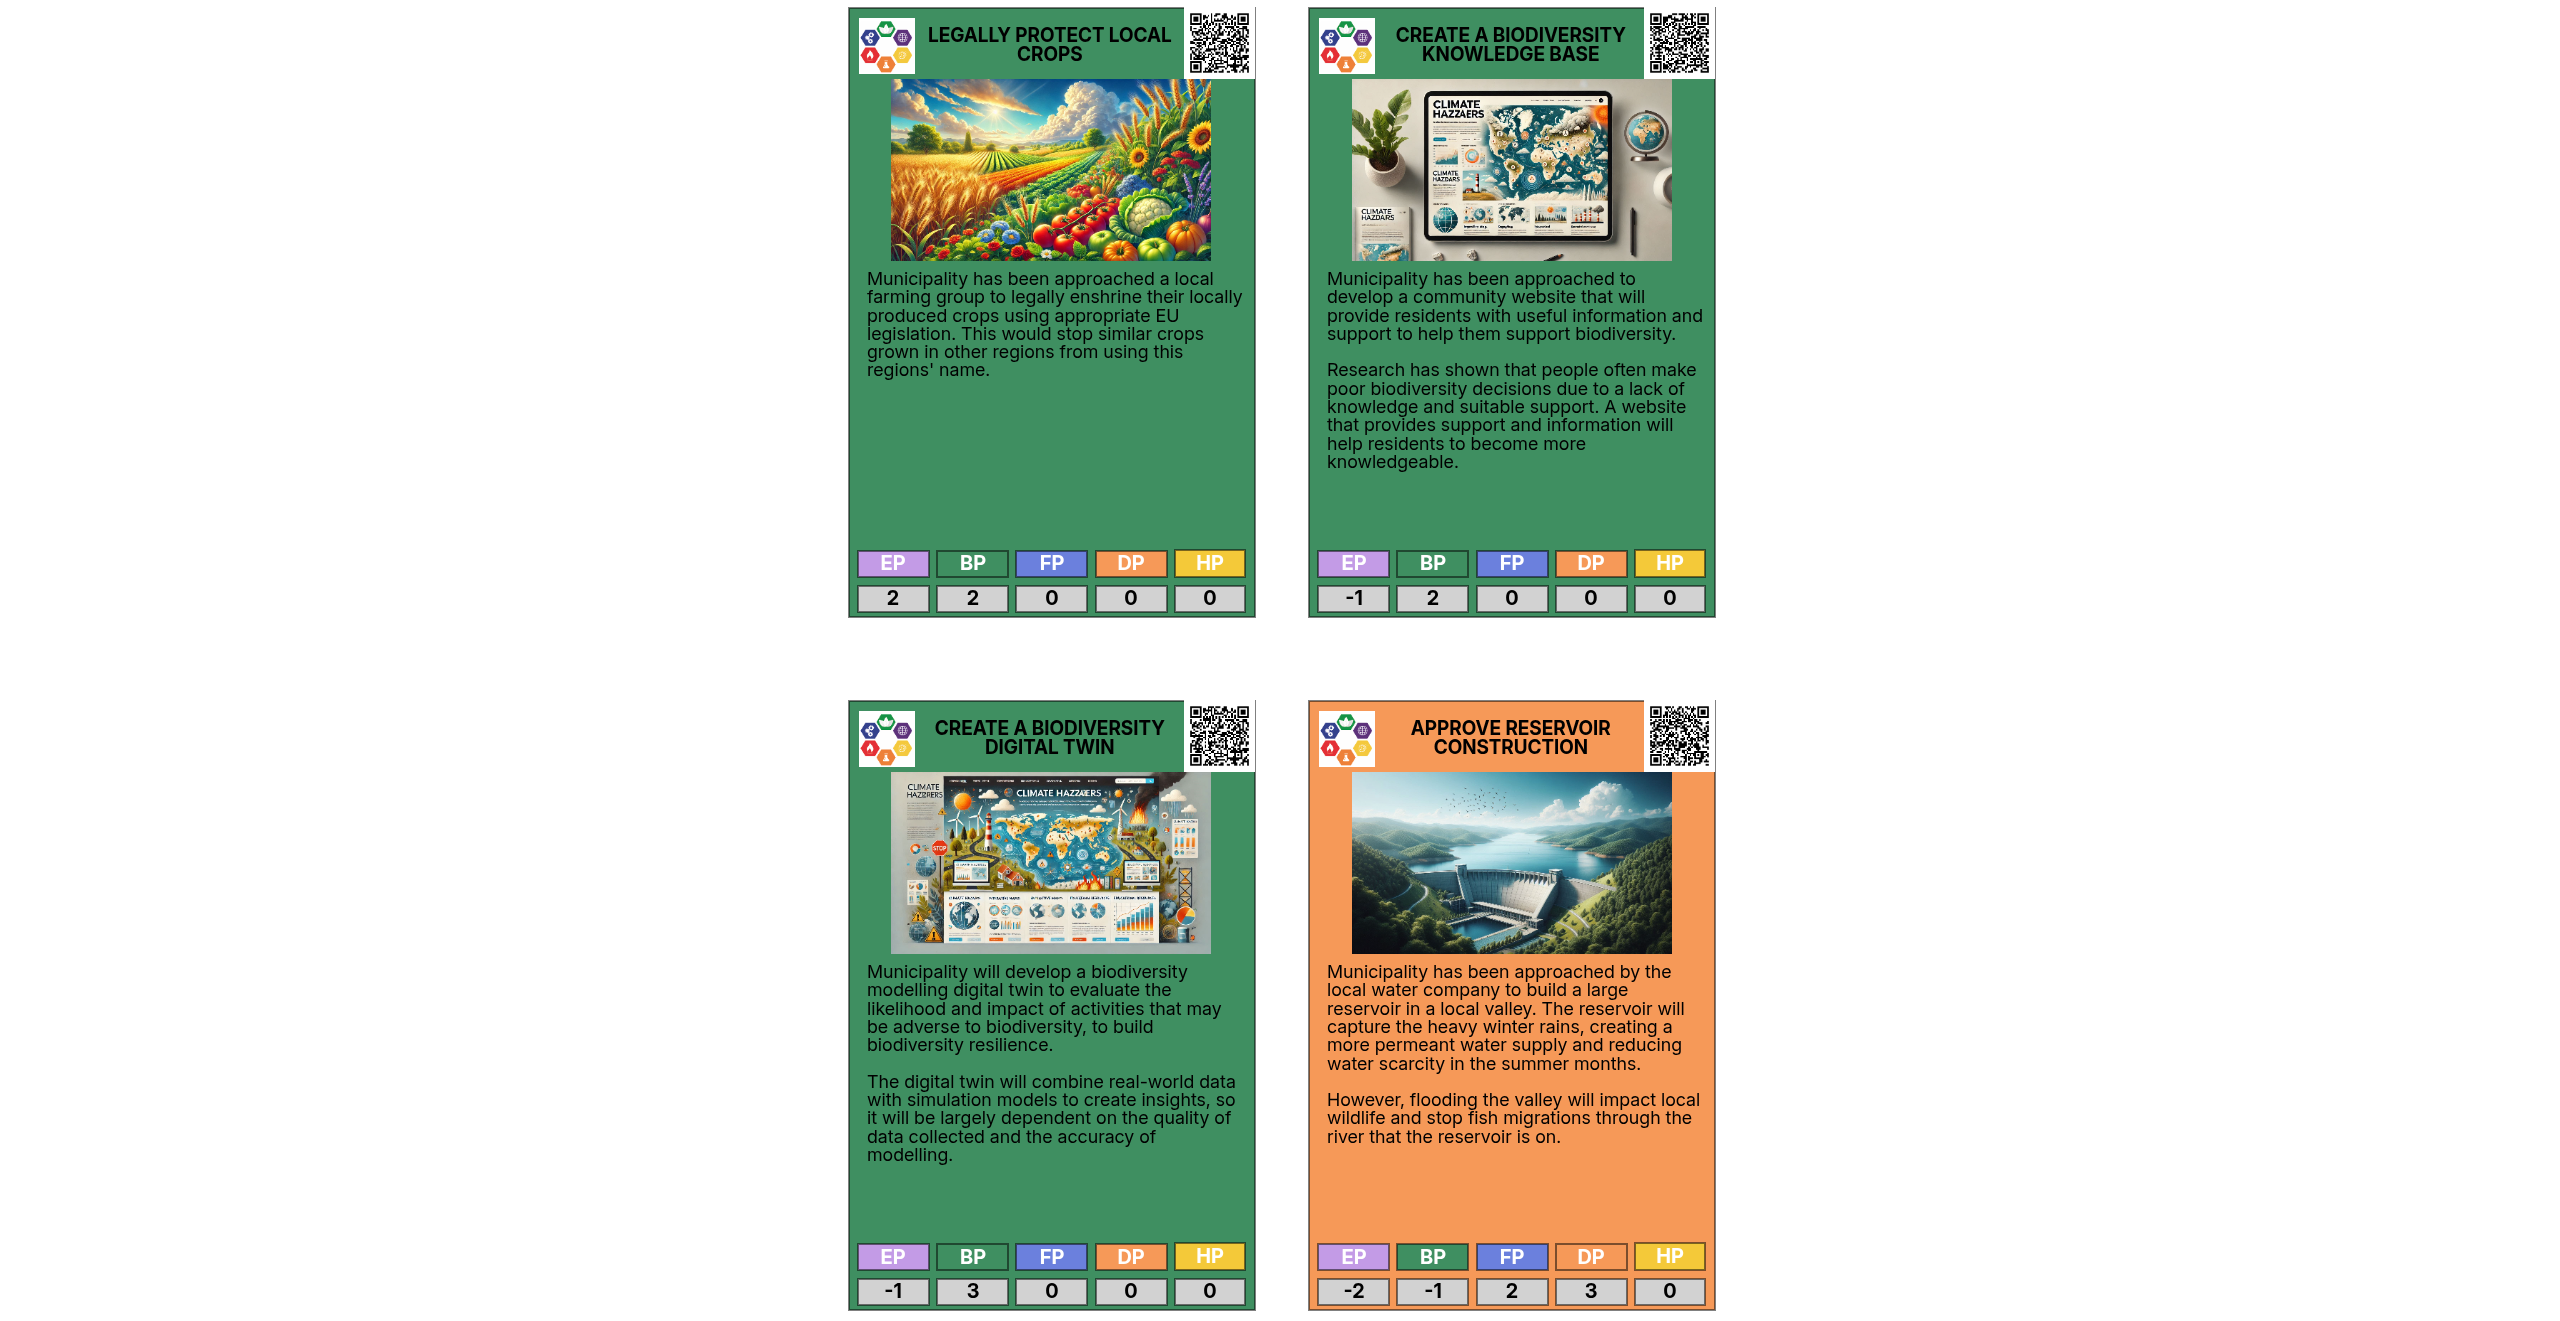 LEGALLY PROTECT LOCAL
CROPS
Municipality has been approached a local
farming group to legally enshrine their locally
produced crops using appropriate EU
legislation. This would stop similar crops
grown in other regions from using this
regions' name.
EP BP FP DP HP
2 2 0 0 0
CREATE A BIODIVERSITY
KNOWLEDGE BASE
CLIMATE
HAZZAERS
CLIMATE
HAZDARS
CLIMATE
HAZDARS
Municipality has been approached to
develop a community website that will
provide residents with useful information and
support to help them support biodiversity.
Research has shown that people often make
poor biodiversity decisions due to a lack of
knowledge and suitable support. A website
that provides support and information will
help residents to become more
knowledgeable.
EP BP FP DP HP
-1 2 0 0 0
CREATE A BIODIVERSITY
DIGITAL TWIN
CLIMATE
HAZZRERS
CLIMATE HAZZAIERS
STOP
Municipality will develop a biodiversity
modelling digital twin to evaluate the
likelihood and impact of activities that may
be adverse to biodiversity, to build
biodiversity resilience.
The digital twin will combine real-world data
with simulation models to create insights, so
it will be largely dependent on the quality of
data collected and the accuracy of
modelling.
EP BP FP DP HP
-1 3 0 0 0
APPROVE RESERVOIR
CONSTRUCTION
Municipality has been approached by the
local water company to build a large
reservoir in a local valley. The reservoir will
capture the heavy winter rains, creating a
more permeant water supply and reducing
water scarcity in the summer months.
However, flooding the valley will impact local
wildlife and stop fish migrations through the
river that the reservoir is on.
EP BP FP DP HP
-2 -1 2 3 0